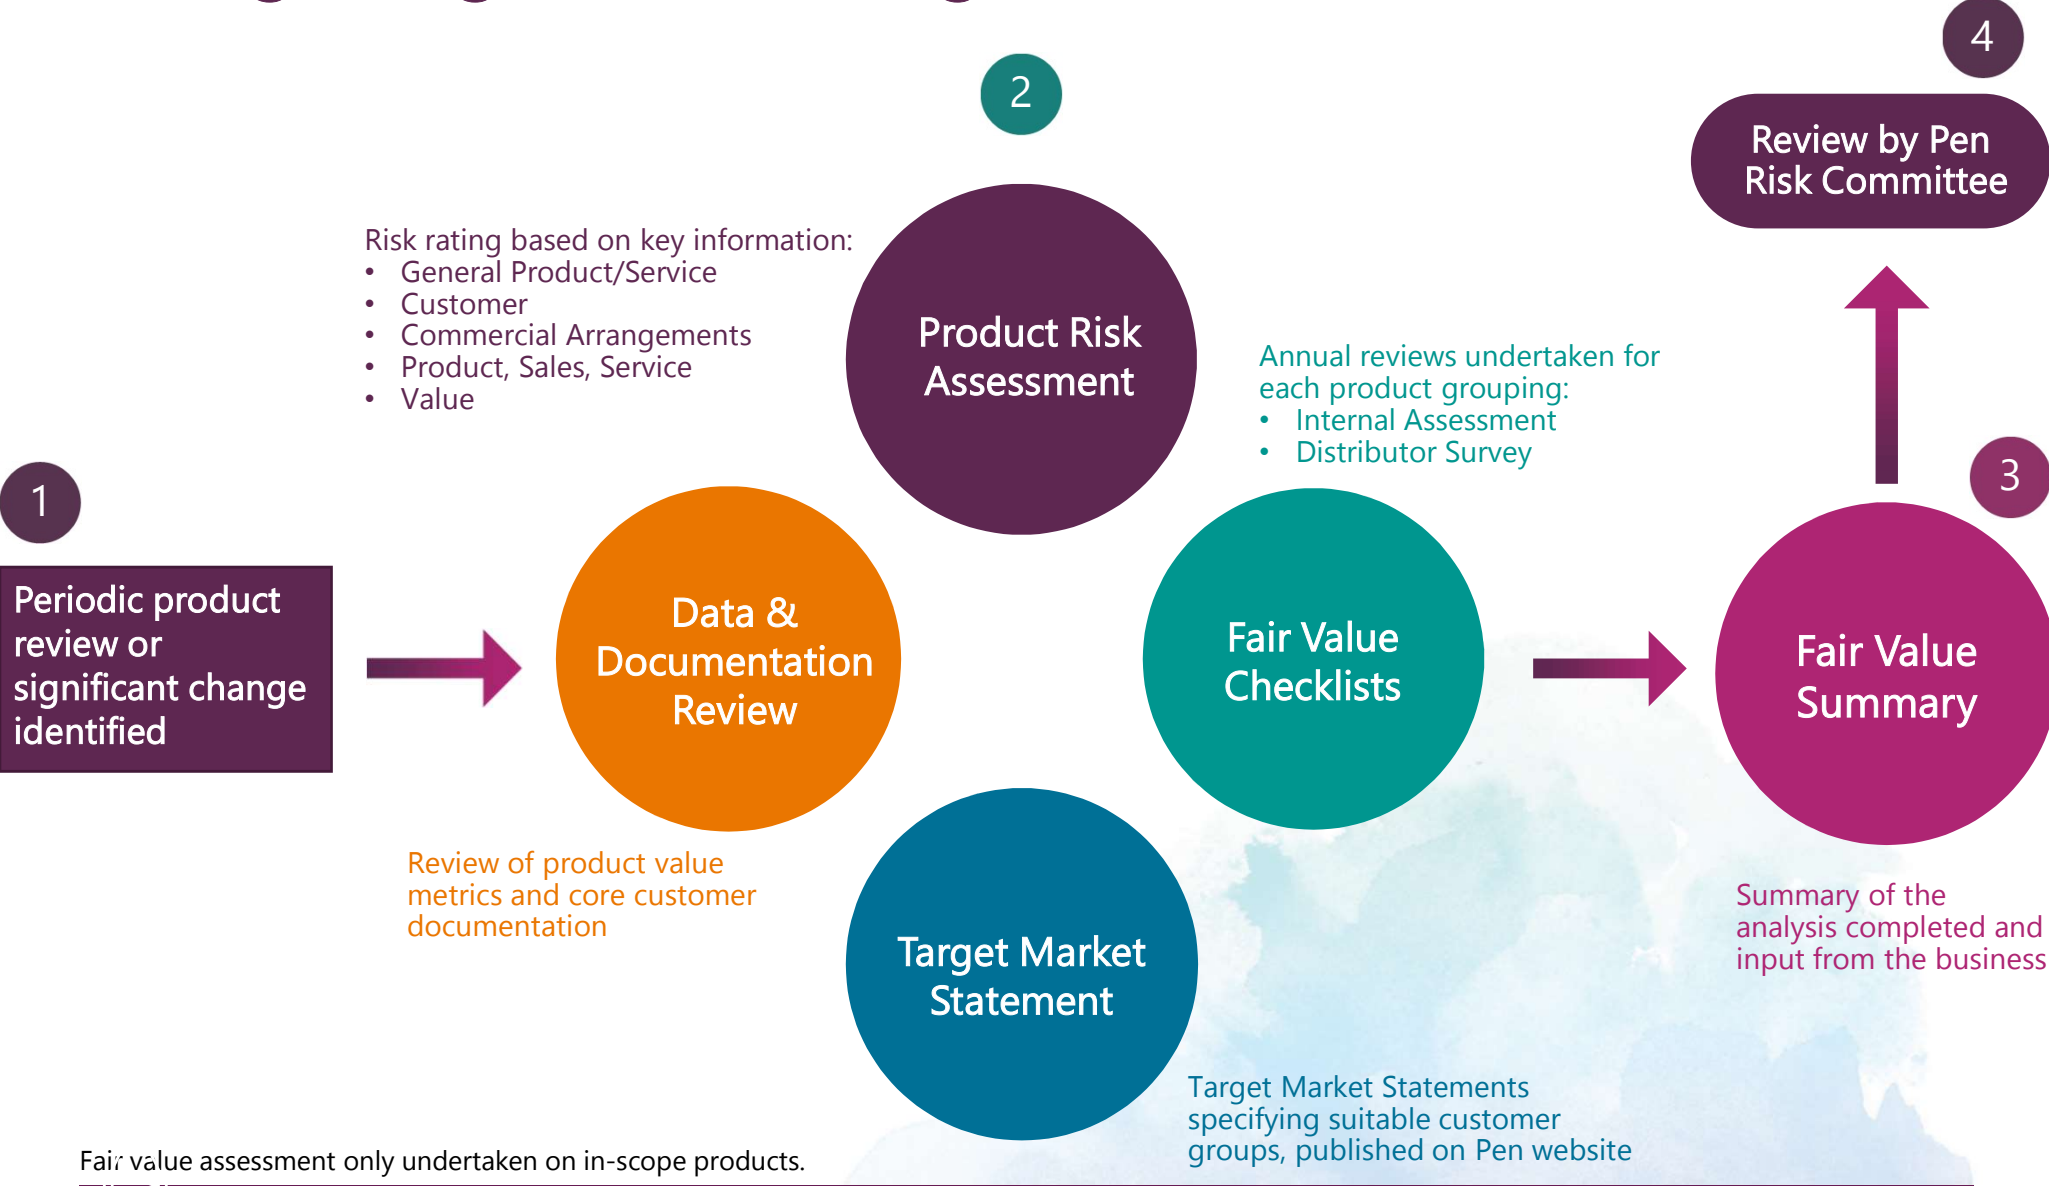 4
2
Review by Pen
Risk Committee
Risk rating based on key information:
• General Product/Service
• Customer
• Commercial Arrangements
• Product, Sales, Service
• Value
Product Risk
Assessment
Annual reviews undertaken for
each product grouping:
• Internal Assessment
• Distributor Survey
3
1
Periodic product
review or
significant change
identified
Data &
Documentation
Review
Fair Value
Checklists
Fair Value
Summary
Review of product value
metrics and core customer
documentation
Summary of the
analysis completed and
input from the business
Target Market
Statement
Target Market Statements
specifying suitable customer
groups, published on Pen website
Fair value assessment only undertaken on in-scope products.